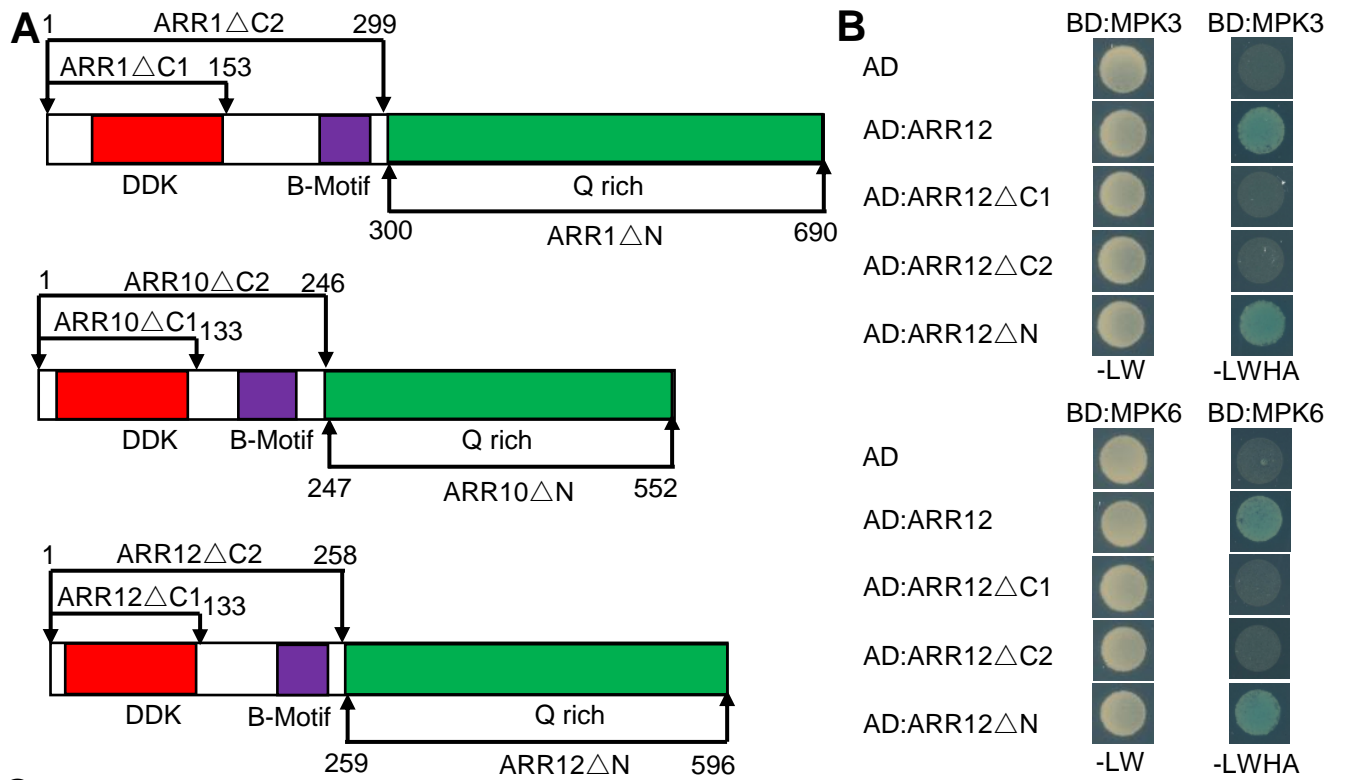 A
1 ARR1△C2 299
ARR1△C1 153
DDK B-Motif Q rich
300 ARR1△N 690
1 ARR10△C2 246
ARR10△C1 133
DDK B-Motif Q rich
247 ARR10△N 552
1 ARR12△C2 258
ARR12△C1 133
DDK B-Motif Q rich
259 ARR12△N 596
B
BD:MPK3 BD:MPK3
AD
AD:ARR12
AD:ARR12△C1
AD:ARR12△C2
AD:ARR12△N
-LW -LWHA
BD:MPK6 BD:MPK6
AD
AD:ARR12
AD:ARR12△C1
AD:ARR12△C2
AD:ARR12△N
-LW -LWHA